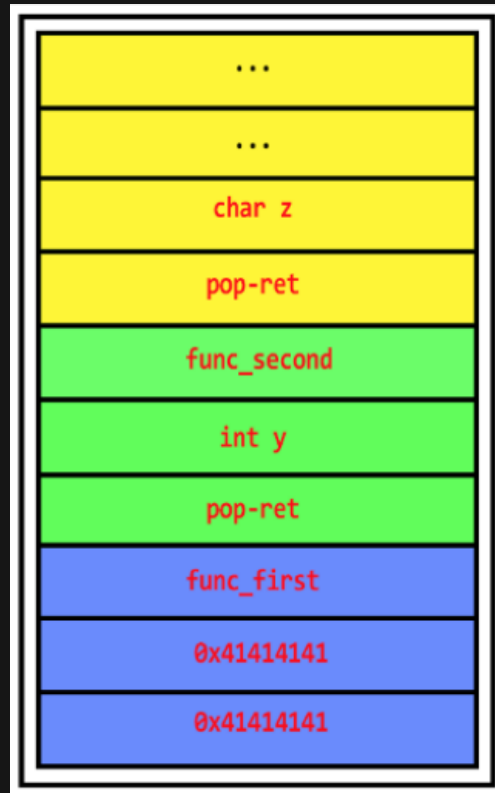 ...
...
char z
pop-ret
func_second
int y
pop-ret
func_first
0x41414141
0x41414141